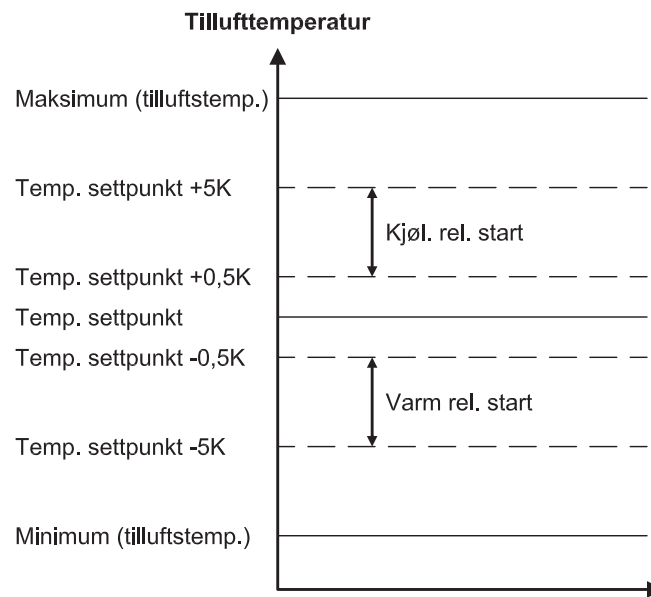 Tillufttemperatur
Maksimum (tilluftstemp.)
Temp. settpunkt +5K
Kjøl. rel. start
Temp. settpunkt +0,5K
Temp. settpunkt
Temp. settpunkt -0,5K
Varm rel. start
Temp. settpunkt -5K
Minimum (tilluftstemp.)